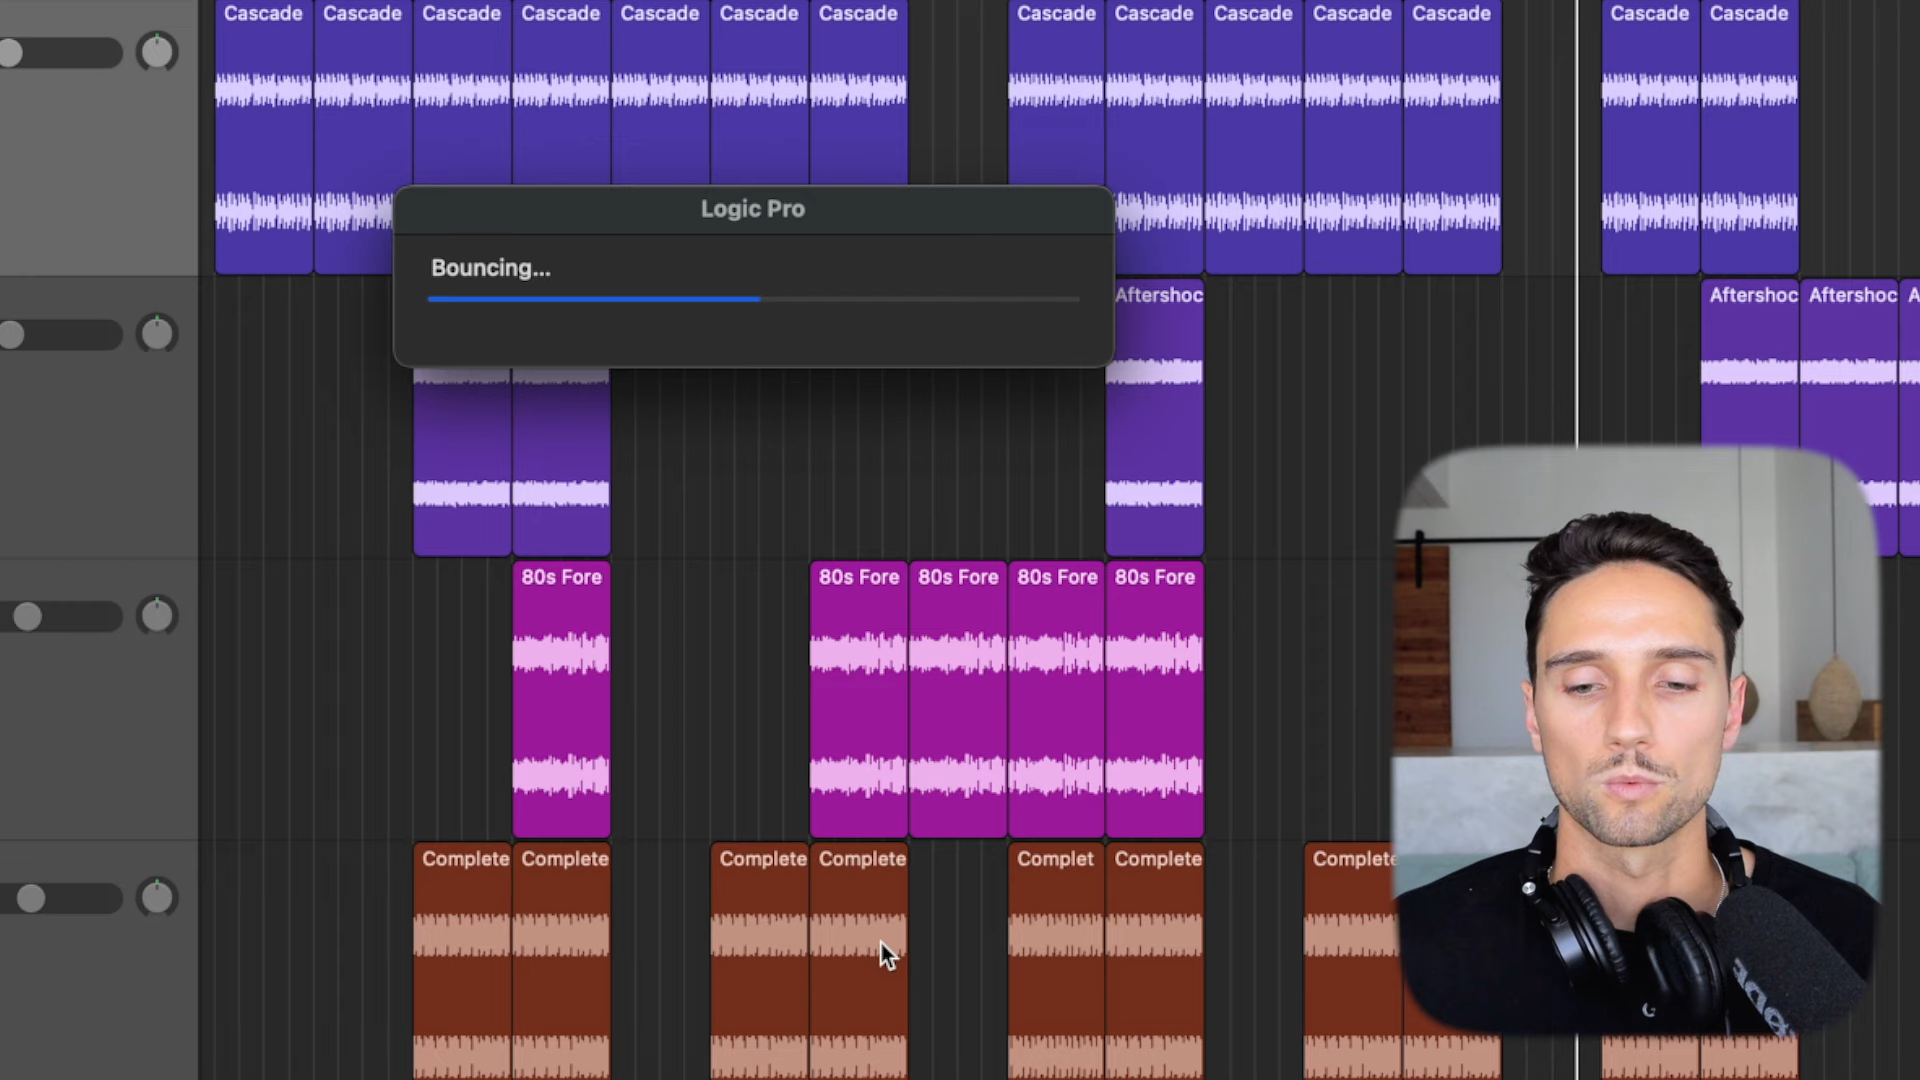 Cascade Cascade Cascade Cascade Cascade Cascade Cascade Cascade Cascade Cascade Cascade Cascade Cascade Cascade
Logic Pro
Bouncing...
Aftershoc Aftershoc Aftershoc A
80s Fore 80s Fore 80s Fore 80s Fore 80s Fore
Complete Complete Complete Complete Complet Complete Complete